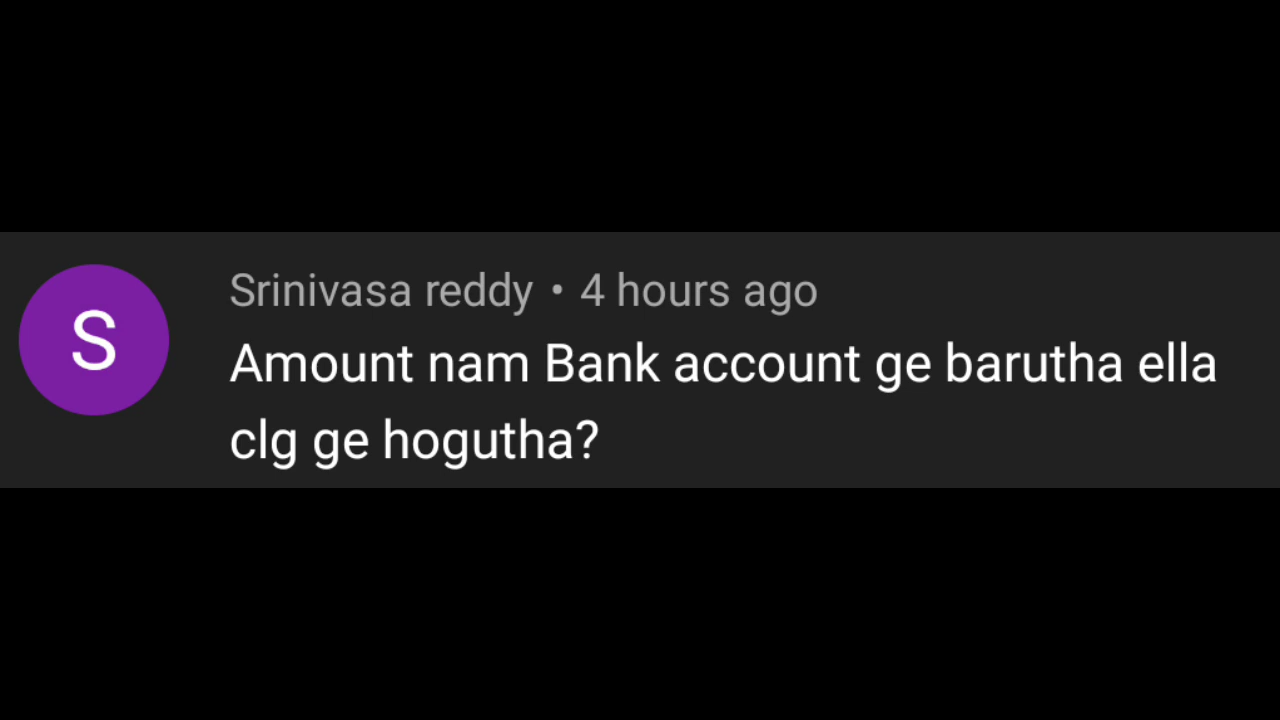 S
Srinivasa reddy • 4 hours ago
Amount nam Bank account ge barutha ella
clg ge hogutha?